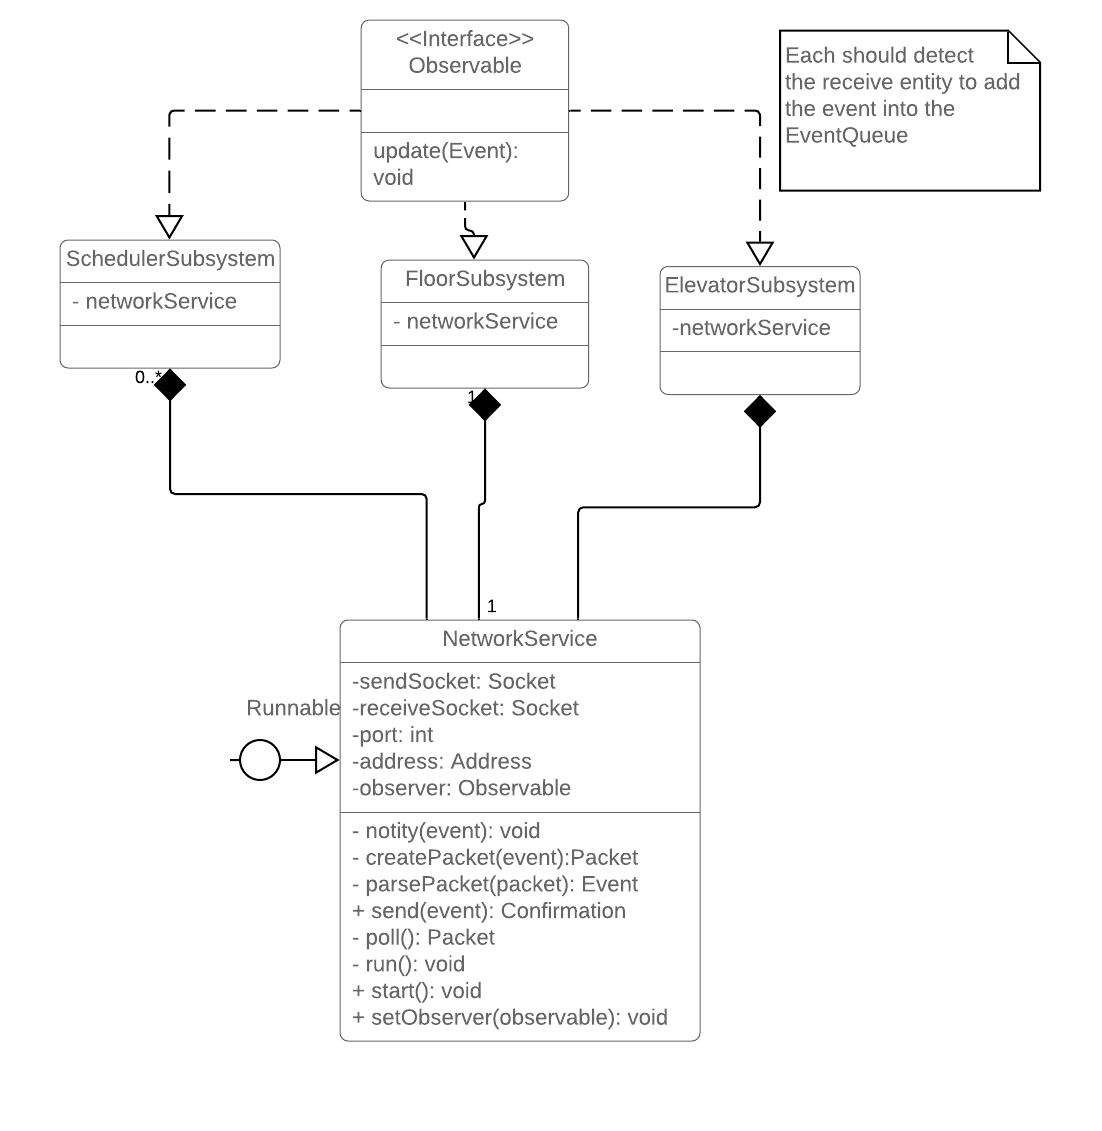 <<Interface>>
Observable
update(Event):
void
Each should detect
the receive entity to add
the event into the
EventQueue
SchedulerSubsystem
- networkService
FloorSubsystem
- networkService
ElevatorSubsystem
-networkService
0..*
1
1
NetworkService
-sendSocket: Socket
-receiveSocket: Socket
-port: int
-address: Address
-observer: Observable
Runnable
- notity(event): void
- createPacket(event):Packet
- parsePacket(packet): Event
+ send(event): Confirmation
- poll(): Packet
- run(): void
+ start(): void
+ setObserver(observable): void